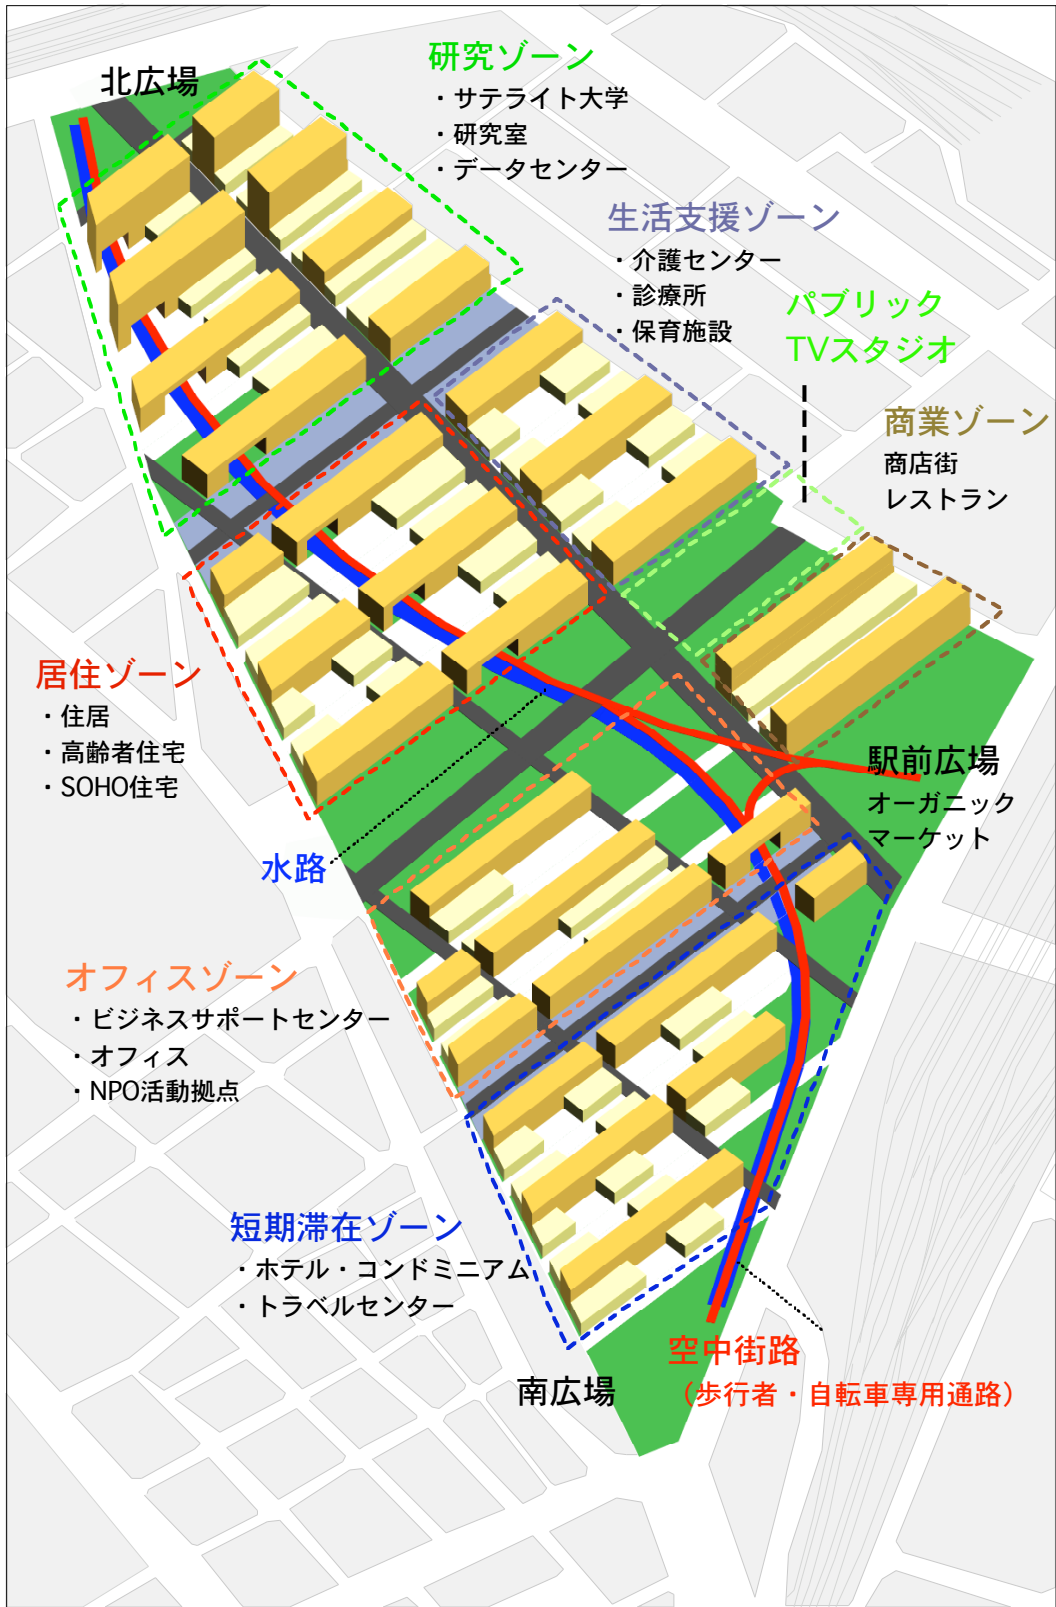 北広場
研究ゾーン
・サテライト大学
・研究室
・データセンター
生活支援ゾーン
・介護センター
・診療所
・保育施設
パブリック
TVスタジオ
商業ゾーン
商店街
レストラン
居住ゾーン
・住居
・高齢者住宅
・SOHO住宅
駅前広場
オーガニック
マーケット
水路
オフィスゾーン
・ビジネスサポートセンター
・オフィス
・NPO活動拠点
短期滞在ゾーン
・ホテル・コンドミニアム
・トラベルセンター
空中街路
（歩行者・自転車専用通路）
南広場